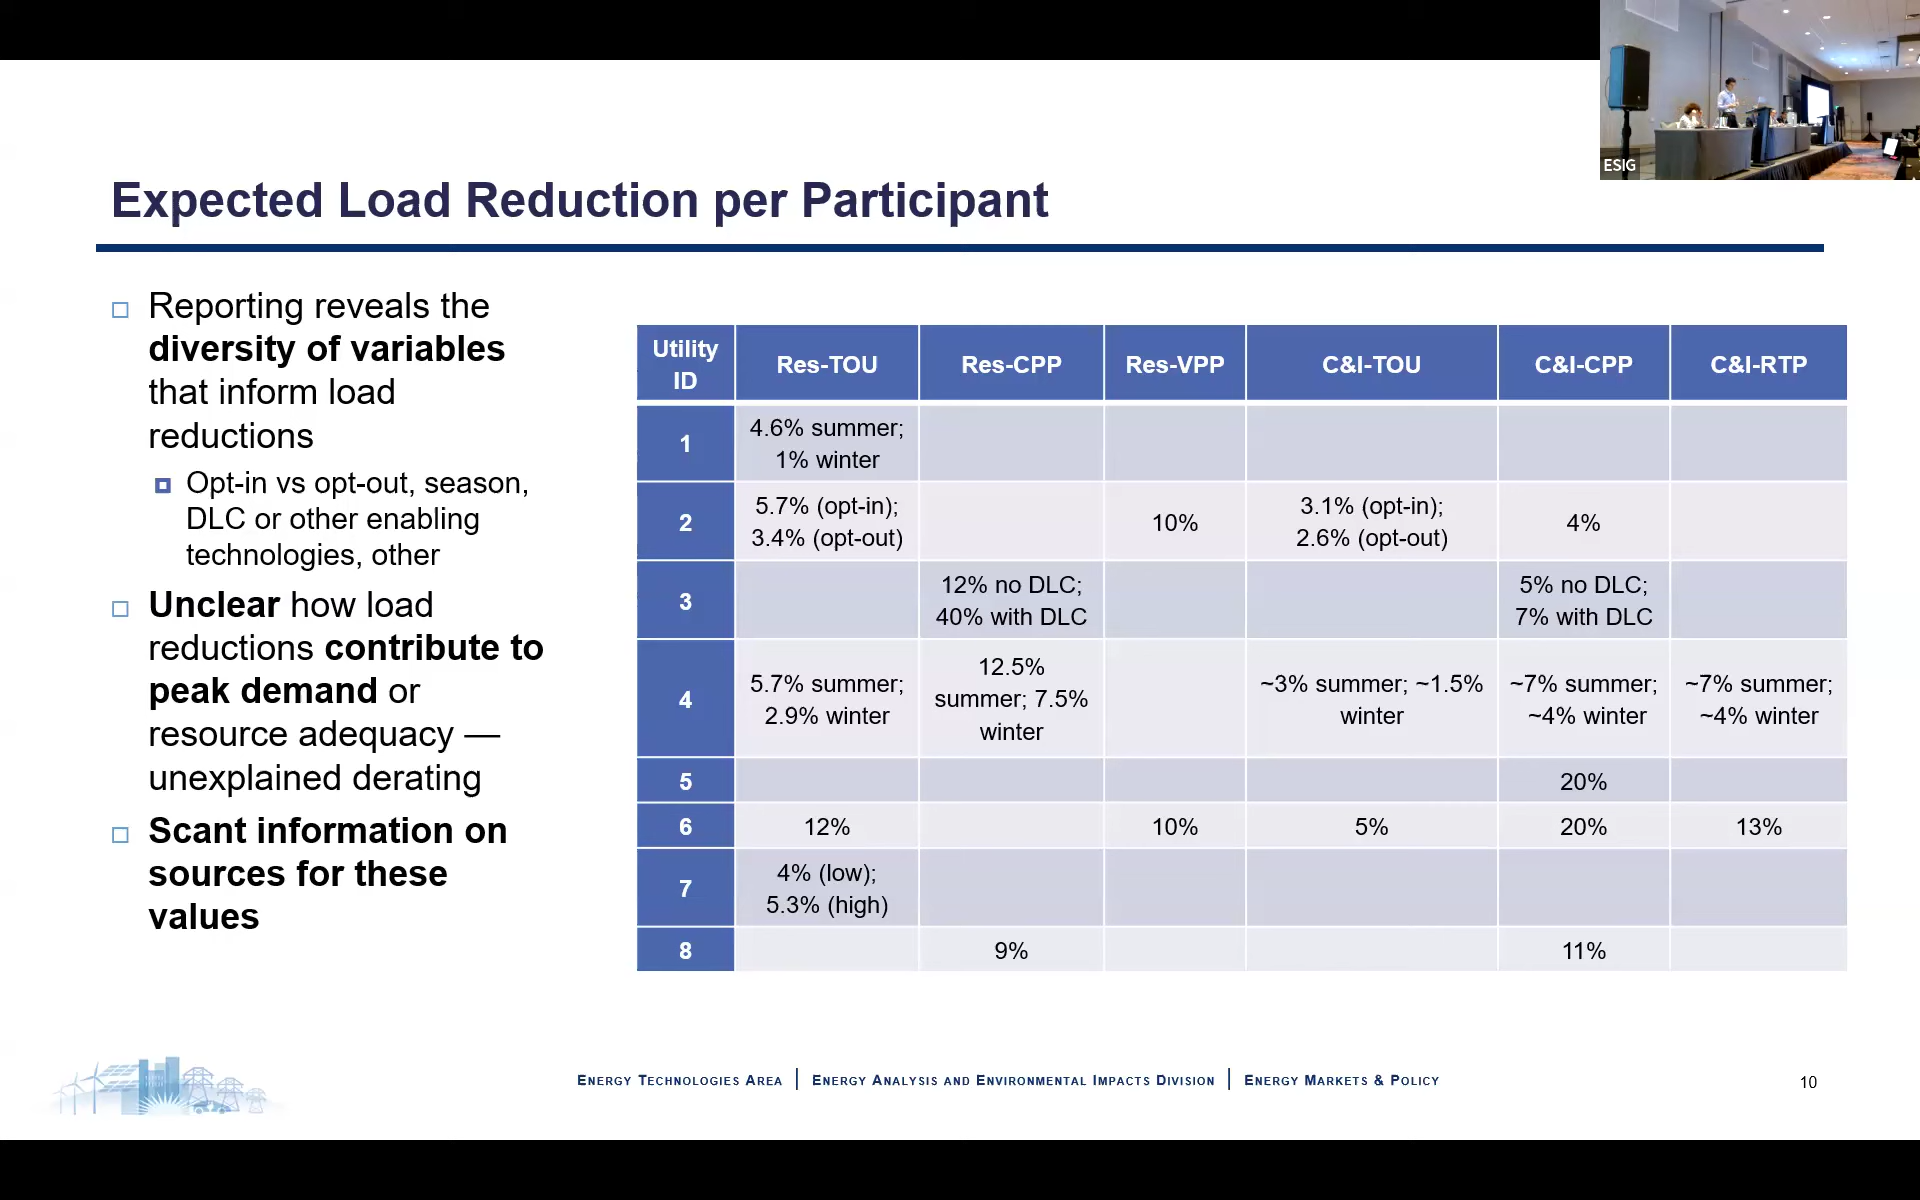 ESIG
Expected Load Reduction per Participant
Reporting reveals the
diversity of variables
that inform load
reductions
Opt-in vs opt-out, season,
DLC or other enabling
technologies, other
Unclear how load
reductions contribute to
peak demand or
resource adequacy —
unexplained derating
Scant information on
sources for these
values
Utility ID Res-TOU Res-CPP Res-VPP C&I-TOU C&I-CPP C&I-RTP
1 4.6% summer; 1% winter
2 5.7% (opt-in); 3.4% (opt-out) 10% 3.1% (opt-in); 2.6% (opt-out) 4%
3 12% no DLC; 40% with DLC 5% no DLC; 7% with DLC
4 5.7% summer; 2.9% winter 12.5% summer; 7.5% winter ~3% summer; ~1.5% winter ~7% summer; ~4% winter ~7% summer; ~4% winter
5 20%
6 12% 10% 5% 20% 13%
7 4% (low); 5.3% (high)
8 9% 11%
ENERGY TECHNOLOGIES AREA | ENERGY ANALYSIS AND ENVIRONMENTAL IMPACTS DIVISION | ENERGY MARKETS & POLICY
10